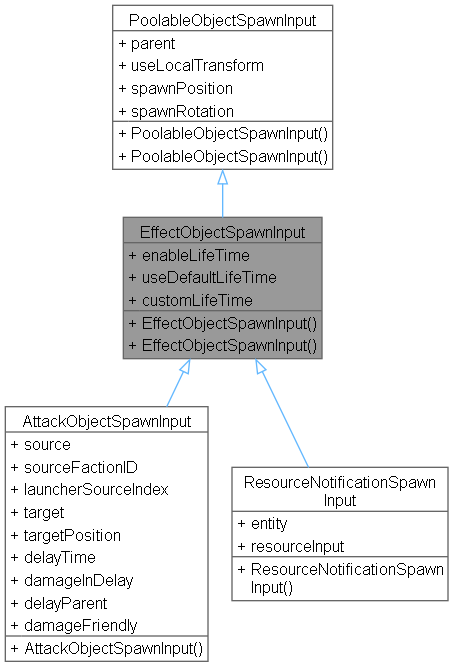 PoolableObjectSpawnInput
+ parent
+ useLocalTransform
+ spawnPosition
+ spawnRotation
+ PoolableObjectSpawnInput()
+ PoolableObjectSpawnInput()
EffectObjectSpawnInput
+ enableLifeTime
+ useDefaultLifeTime
+ customLifeTime
+ EffectObjectSpawnInput()
+ EffectObjectSpawnInput()
AttackObjectSpawnInput
+ source
+ sourceFactionID
+ launcherSourceIndex
+ target
+ targetPosition
+ delayTime
+ damageInDelay
+ delayParent
+ damageFriendly
+ AttackObjectSpawnInput()
ResourceNotificationSpawn
Input
+ entity
+ resourceInput
+ ResourceNotificationSpawn
Input()